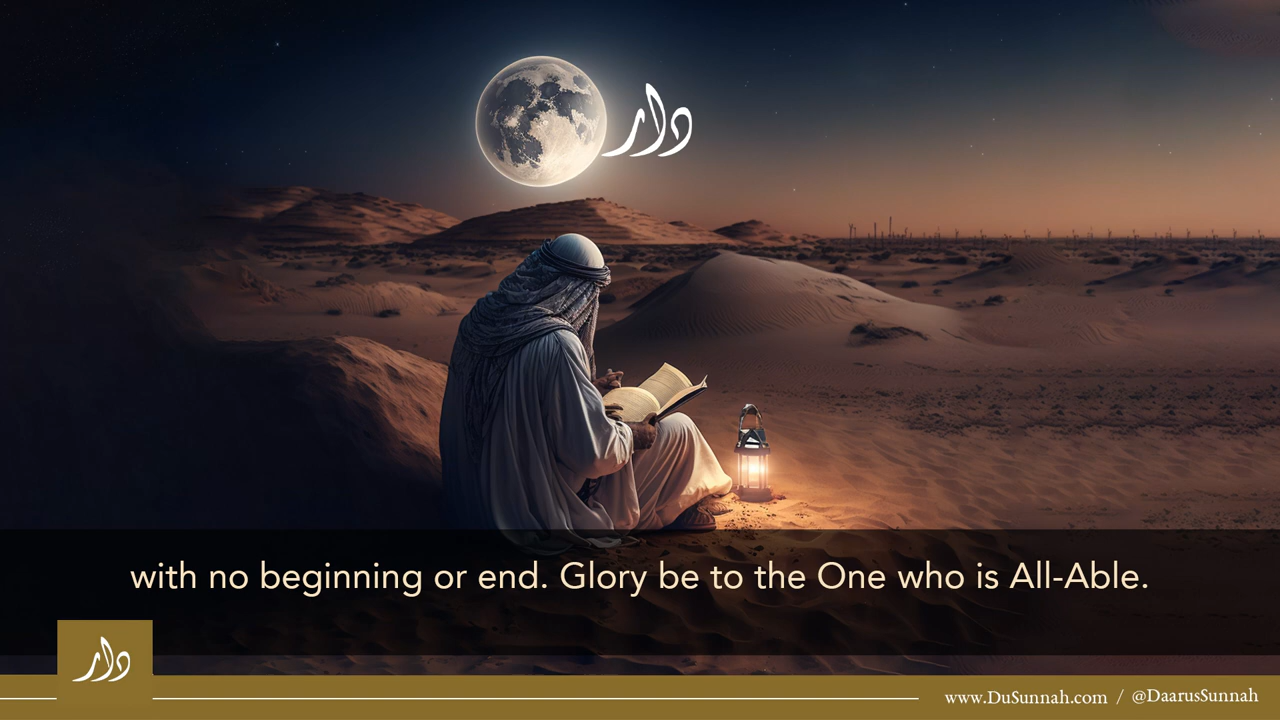 دار
with no beginning or end. Glory be to the One who is All-Able.
دار
www.DuSunnah.com / @DaarusSunnah